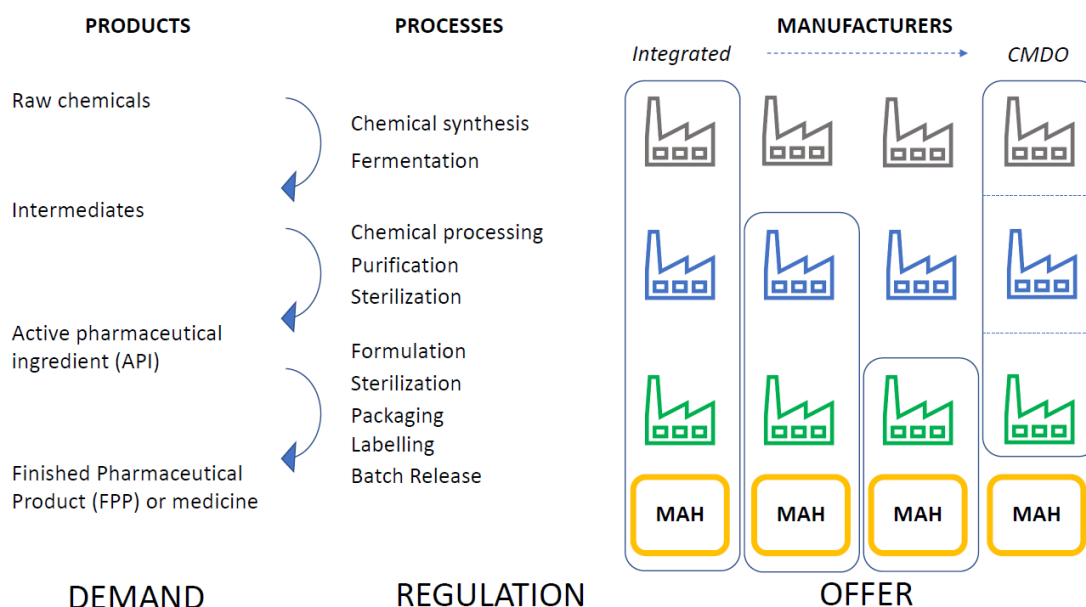 PRODUCTS
PROCESSES
MANUFACTURERS
Integrated
CMDO
Raw chemicals
Chemical synthesis
Fermentation
Intermediates
Chemical processing
Purification
Sterilization
Active pharmaceutical
ingredient (API)
Formulation
Sterilization
Packaging
Labelling
Batch Release
Finished Pharmaceutical
Product (FPP) or medicine
MAH
MAH
MAH
MAH
DEMAND
REGULATION
OFFER